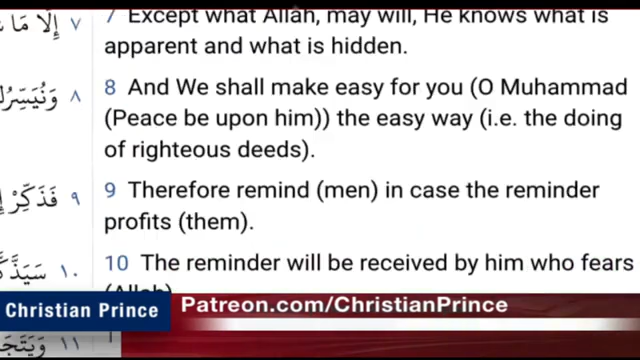 إِلَّا مَا ٧
7 Except what Allah, may will, He knows what is
apparent and what is hidden.
٨
8 And We shall make easy for you (O Muhammad
(Peace be upon him)) the easy way (i.e. the doing
of righteous deeds).
فَذَكِّرْ ٩
9 Therefore remind (men) in case the reminder
profits (them).
١٠
10 The reminder will be received by him who fears
(Allah)
١١
Christian Prince
Patreon.com/ChristianPrince